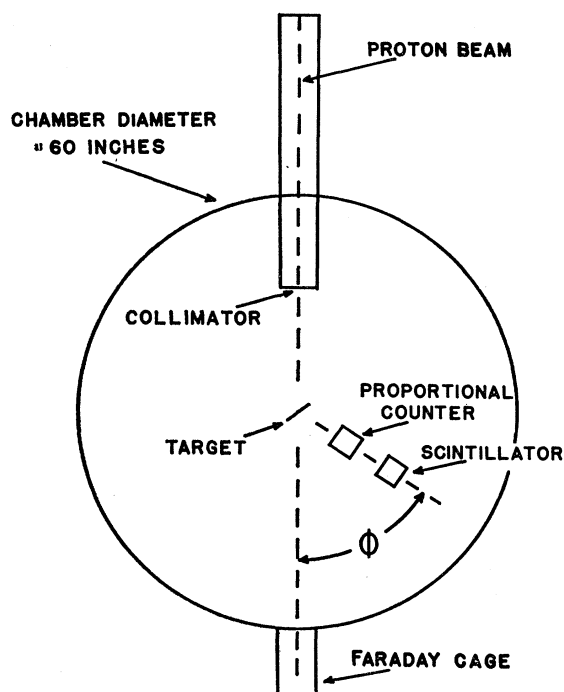 PROTON BEAM
CHAMBER DIAMETER
= 60 INCHES
COLLIMATOR
PROPORTIONAL
COUNTER
TARGET
SCINTILLATOR
Φ
FARADAY CAGE